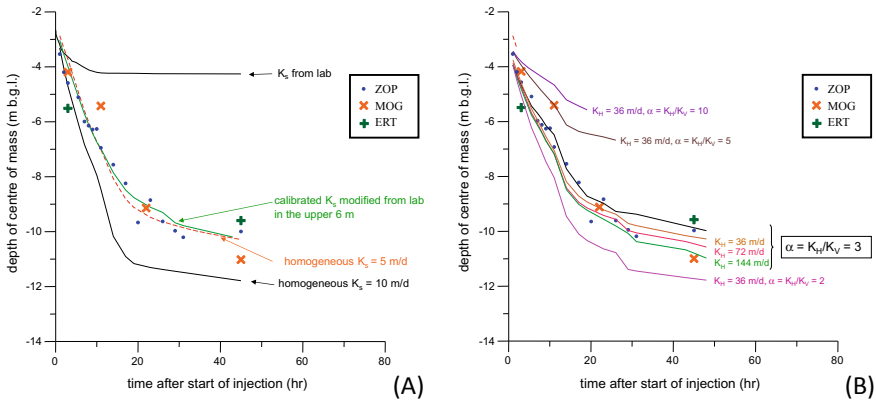 -2
-4
-6
-8
-10
-12
-14
0
20
40
60
depth of centre of mass (m b.g.l.)
time after start of injection (hr)
Ks from lab
ZOP
MOG
ERT
calibrated Ks modified from lab
in the upper 6 m
homogeneous Ks = 5 m/d
homogeneous Ks = 10 m/d
(A)
-2
-4
-6
-8
-10
-12
-14
0
20
40
60
depth of centre of mass (m b.g.l.)
time after start of injection (hr)
ZOP
MOG
ERT
KH = 36 m/d, α = KH/KV = 10
KH = 36 m/d, α = KH/KV = 5
KH = 36 m/d
KH = 72 m/d
KH = 144 m/d
α = KH/KV = 3
KH = 36 m/d, α = KH/KV = 2
(B)